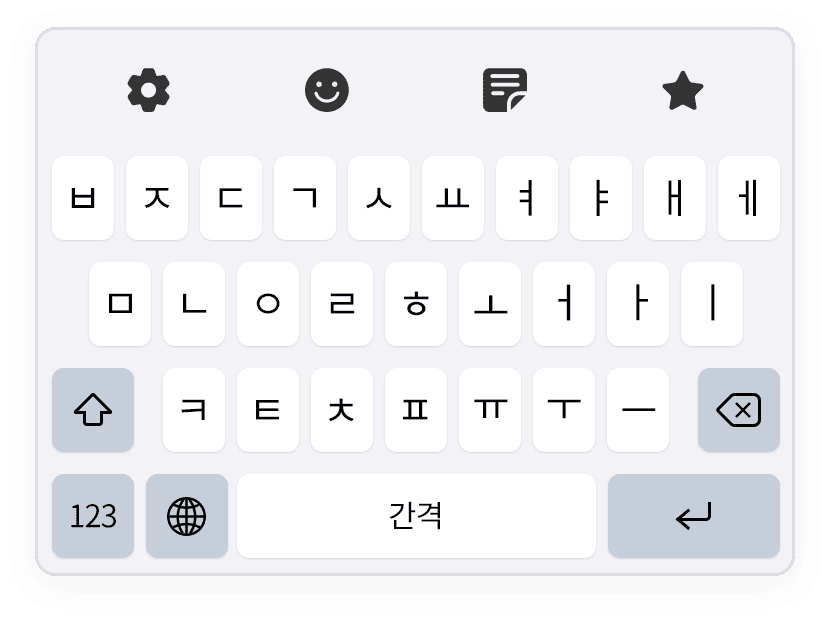 ㅂ ㅈ ㄷ ㄱ ㅅ ㅛ ㅕ ㅑ ㅐ ㅔ
ㅁ ㄴ ㅇ ㄹ ㅎ ㅗ ㅓ ㅏ ㅣ
ㅋ ㅌ ㅊ ㅍ ㅠ ㅜ ㅡ
123 간격